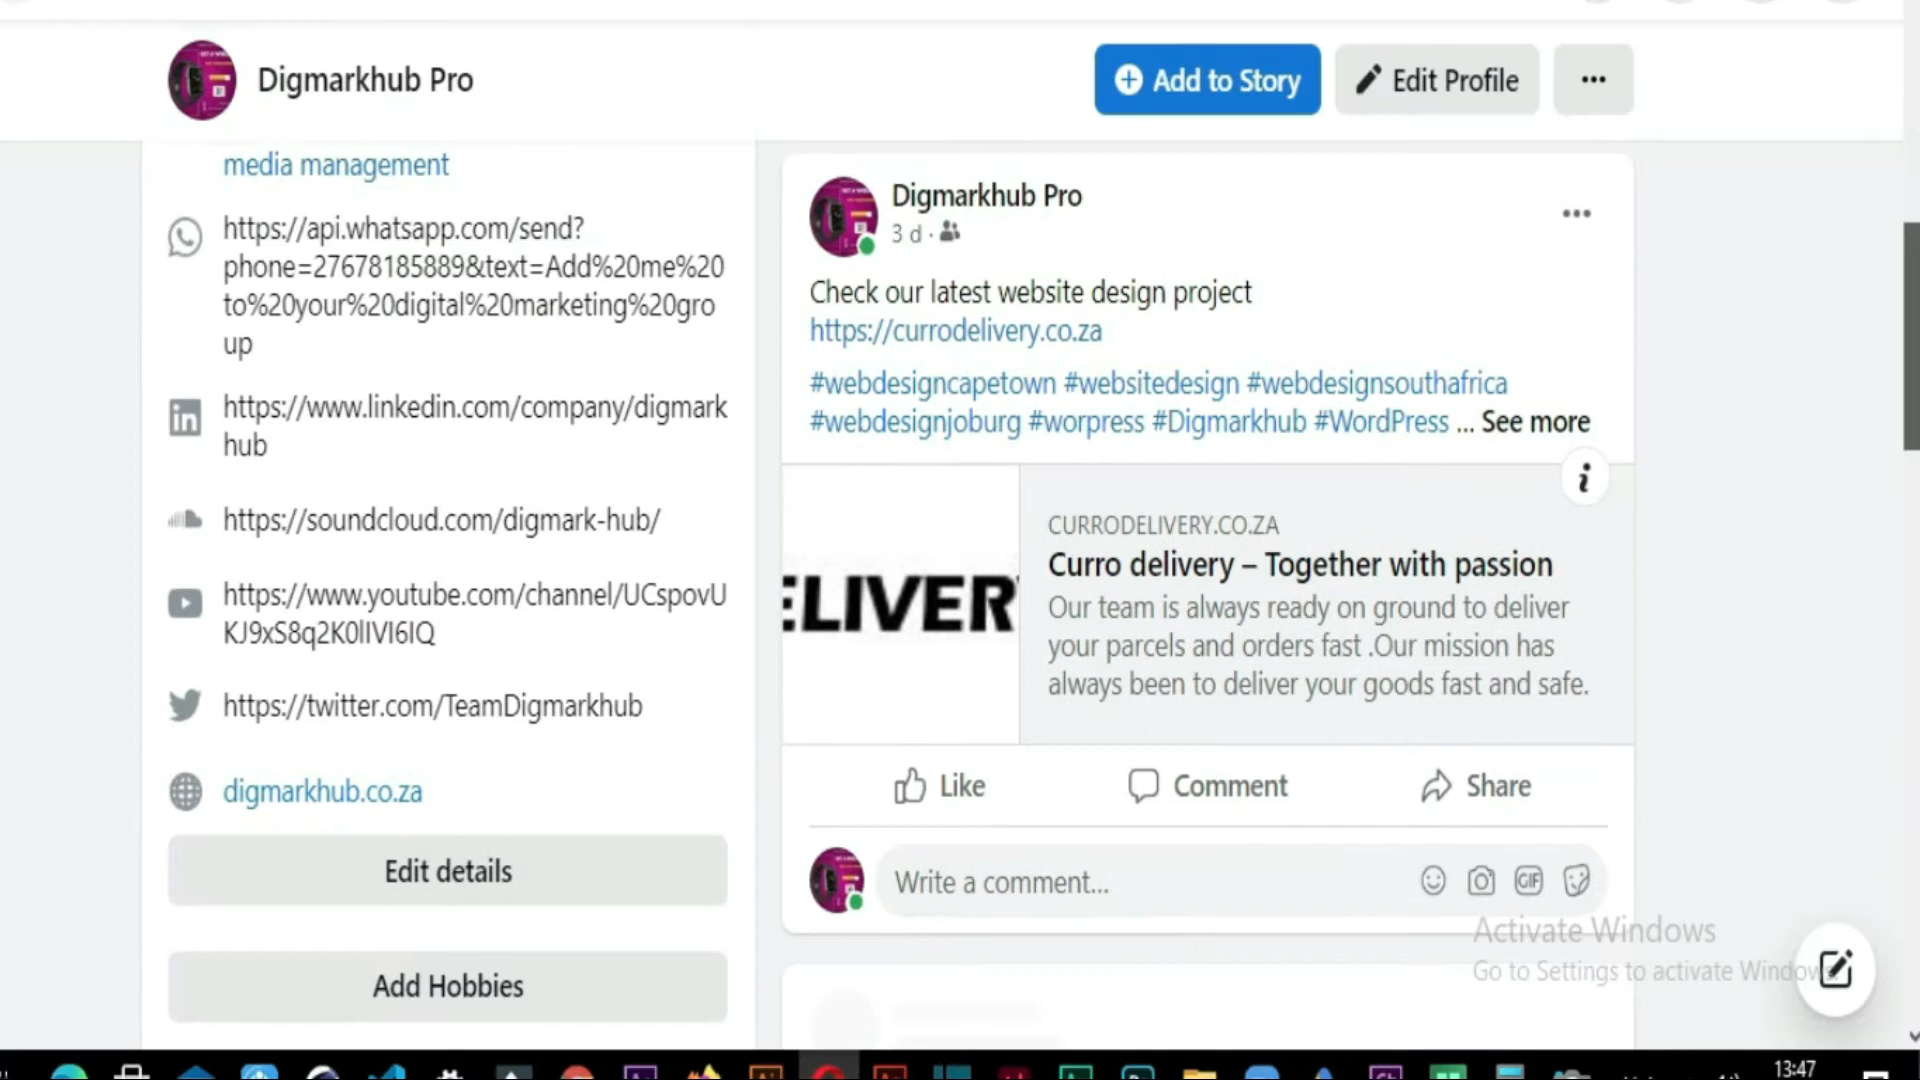 Digmarkhub Pro
Add to Story
Edit Profile
media management
https://api.whatsapp.com/send?
phone=27678185889&text=Add%20me%20
to%20your%20digital%20marketing%20gro
up
https://www.linkedin.com/company/digmark
hub
https://soundcloud.com/digmark-hub/
https://www.youtube.com/channel/UCspovU
KJ9xS8q2K0lIVI6IQ
https://twitter.com/TeamDigmarkhub
digmarkhub.co.za
Edit details
Add Hobbies
Digmarkhub Pro
3 d ·
Check our latest website design project
https://currodelivery.co.za
#webdesigncapetown #websitedesign #webdesignsouthafrica
#webdesignjoburg #worpress #Digmarkhub #WordPress ... See more
ELIVER
CURRODELIVERY.CO.ZA
Curro delivery – Together with passion
Our team is always ready on ground to deliver
your parcels and orders fast .Our mission has
always been to deliver your goods fast and safe.
Like
Comment
Share
Write a comment...
GIF
Activate Windows
Go to Settings to activate Windows
13:47